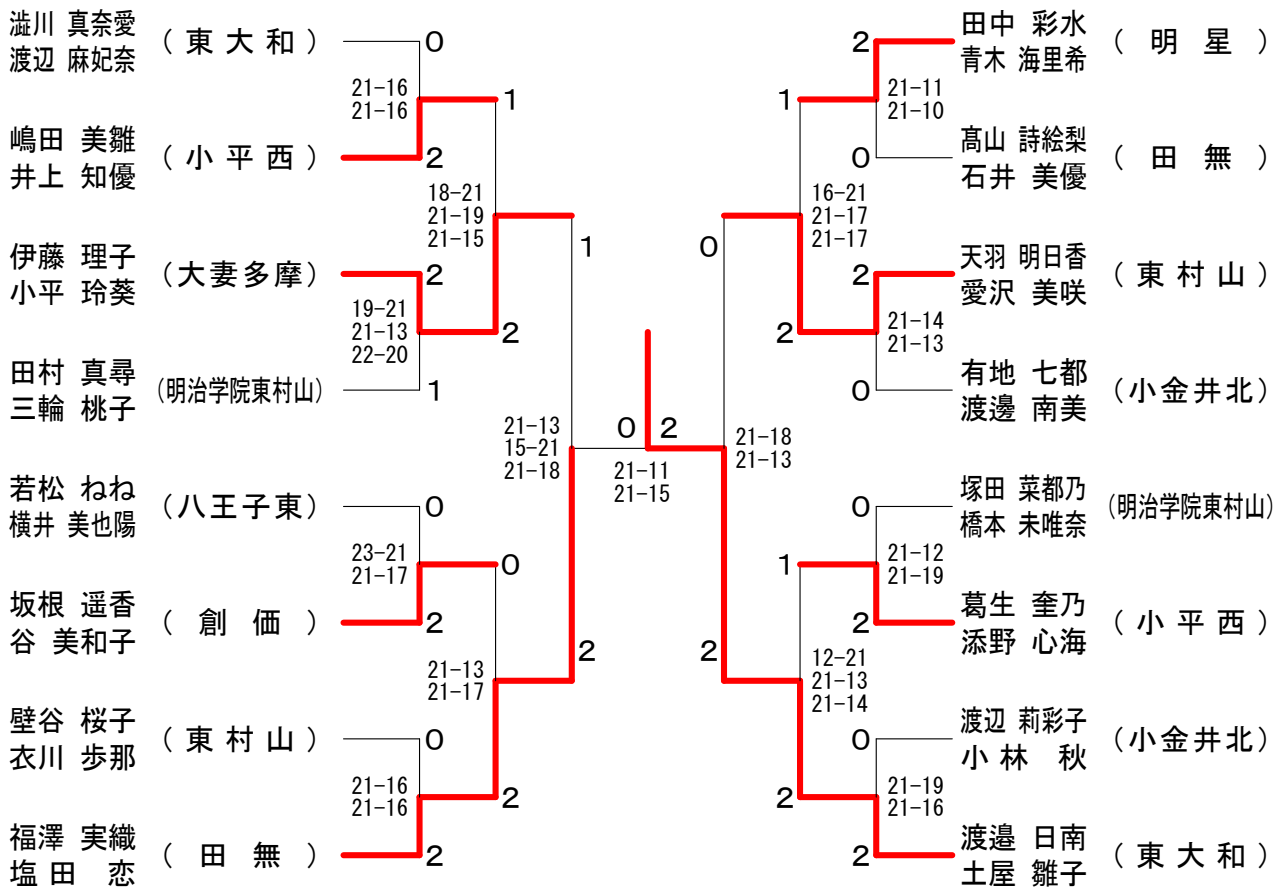 澁川 真奈愛
渡辺 麻妃奈
（東大和）
0
21-16
21-16
1
嶋田 美雛
井上 知優
（小平西）
2
18-21
21-19
21-15
1
伊藤 理子
小平 玲葵
（大妻多摩）
2
19-21
21-13
22-20
2
田村 真尋
三輪 桃子
（明治学院東村山）
1
21-13
15-21
21-18
若松 ねね
横井 美也陽
（八王子東）
0
23-21
21-17
0
坂根 遥香
谷 美和子
（創価）
2
21-13
21-17
2
壁谷 桜子
衣川 歩那
（東村山）
0
21-16
21-16
2
福澤 実織
塩田 恋
（田無）
2
0 2
21-11
21-15
2
田中 彩水
青木 海里希
（明星）
1
21-11
21-10
0
髙山 詩絵梨
石井 美優
（田無）
16-21
21-17
21-17
0
2
天羽 明日香
愛沢 美咲
（東村山）
2
21-14
21-13
0
有地 七都
渡邊 南美
（小金井北）
21-18
21-13
0
塚田 菜都乃
橋本 未唯奈
（明治学院東村山）
1
21-12
21-19
2
葛生 奎乃
添野 心海
（小平西）
2
12-21
21-13
21-14
0
渡辺 莉彩子
小林 秋
（小金井北）
2
21-19
21-16
2
渡邉 日南
土屋 雛子
（東大和）